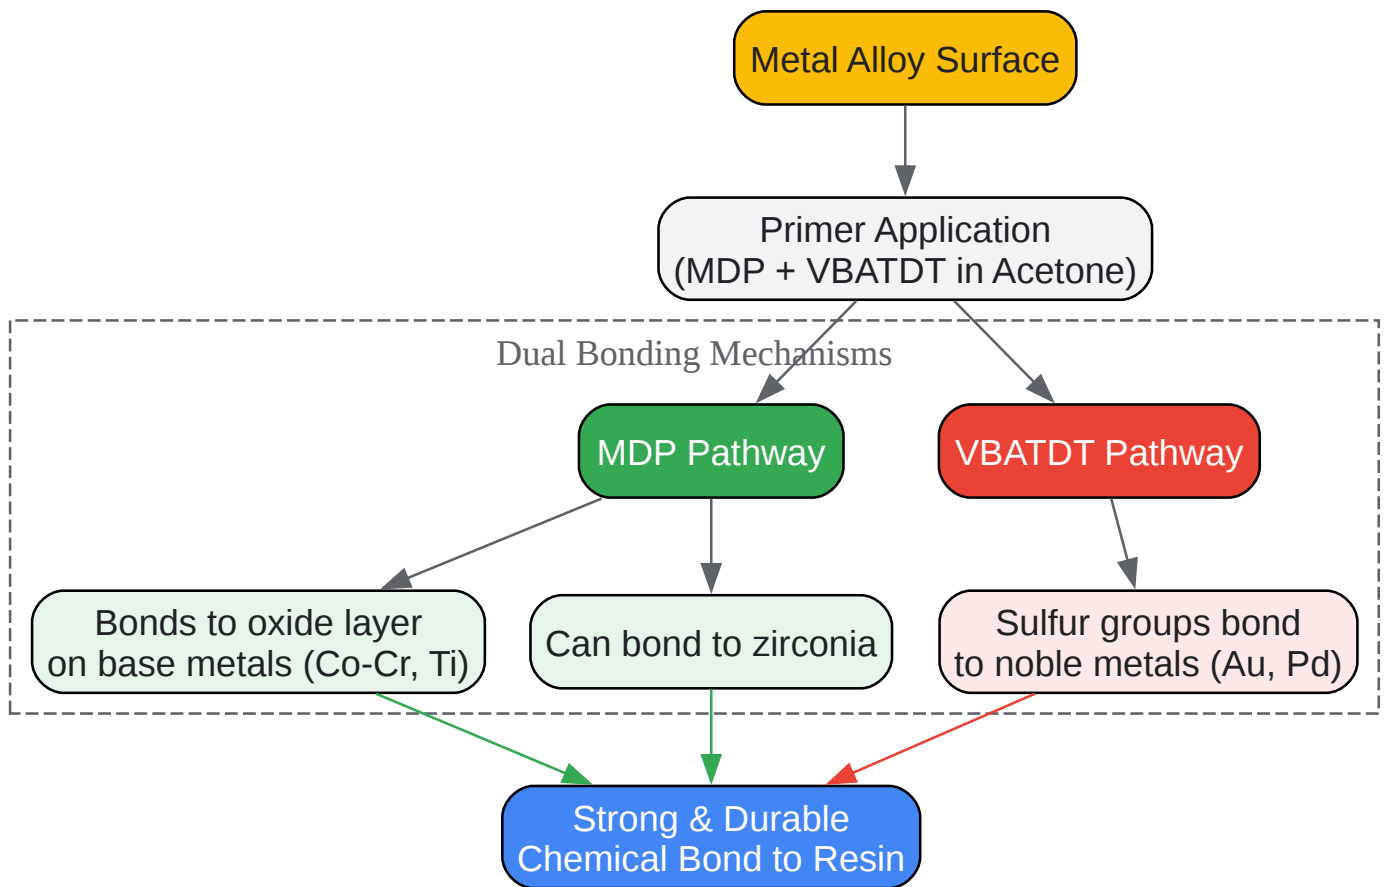 Metal Alloy Surface
Primer Application
(MDP + VBATDT in Acetone)
Dual Bonding Mechanisms
MDP Pathway
VBATDT Pathway
Bonds to oxide layer
on base metals (Co-Cr, Ti)
Can bond to zirconia
Sulfur groups bond
to noble metals (Au, Pd)
Strong & Durable
Chemical Bond to Resin